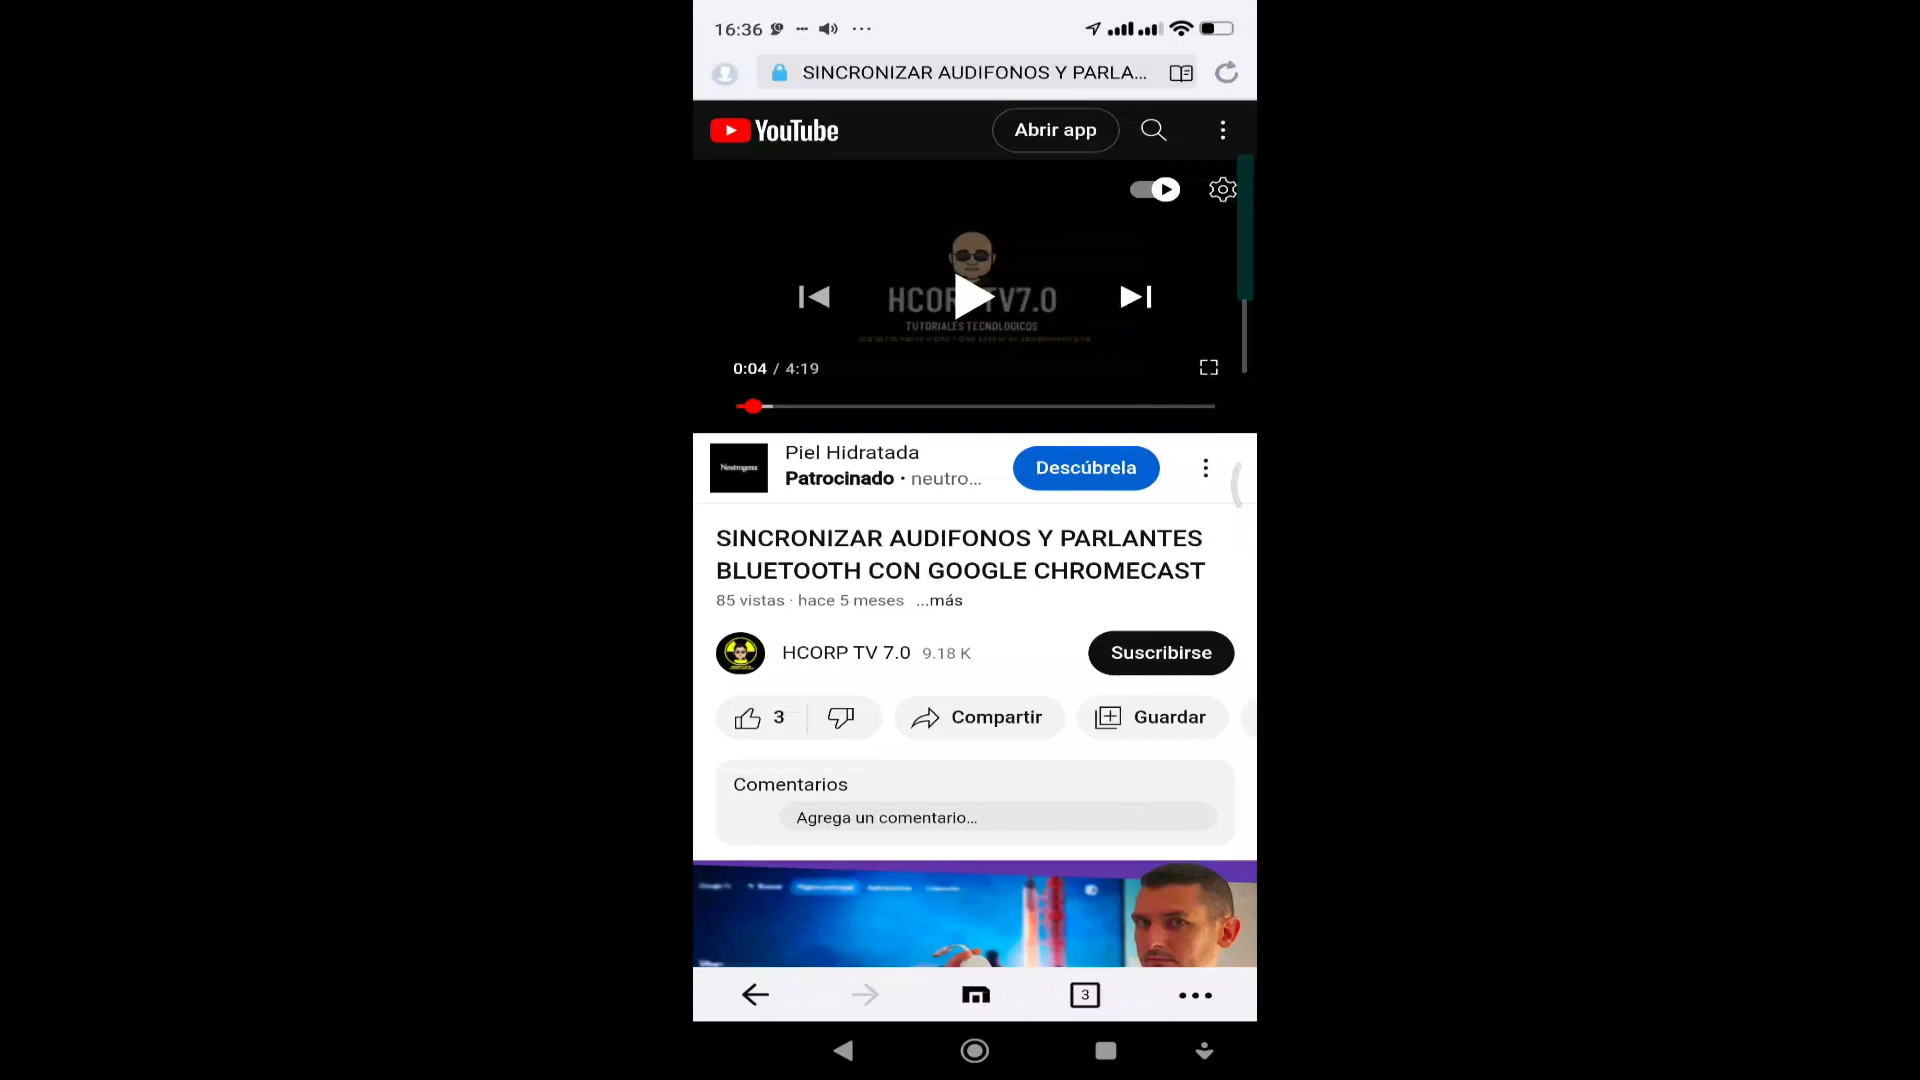 16:36
SINCRONIZAR AUDIFONOS Y PARLA...
YouTube
Abrir app
HCORP TV7.0
TUTORIALES TECNOLOGICOS
0:04 / 4:19
Neutrogena
Piel Hidratada
Patrocinado · neutro...
Descúbrela
SINCRONIZAR AUDIFONOS Y PARLANTES
BLUETOOTH CON GOOGLE CHROMECAST
85 vistas · hace 5 meses ...más
HCORP TV 7.0 9.18 K
Suscribirse
3
Compartir
Guardar
Comentarios
Agrega un comentario...
3